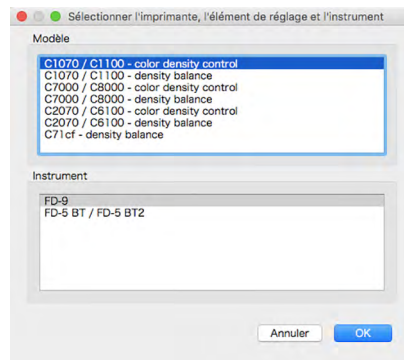 Sélectionner l'imprimante, l'élément de réglage et l'instrument
Modèle
C1070 / C1100 - color density control
C1070 / C1100 - density balance
C7000 / C8000 - color density control
C7000 / C8000 - density balance
C2070 / C6100 - color density control
C2070 / C6100 - density balance
C71cf - density balance
Instrument
FD-9
FD-5 BT / FD-5 BT2
Annuler
OK